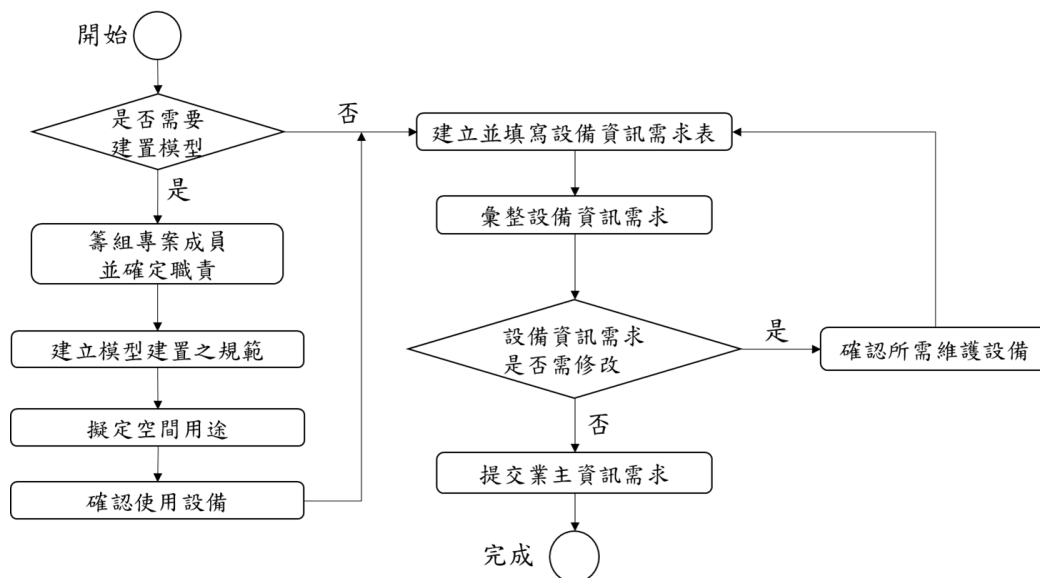 開始
是否需要
建置模型
是
否
籌組專案成員
並確定職責
建立模型建置之規範
擬定空間用途
確認使用設備
建立並填寫設備資訊需求表
彙整設備資訊需求
設備資訊需求
是否需修改
是
確認所需維護設備
否
提交業主資訊需求
完成